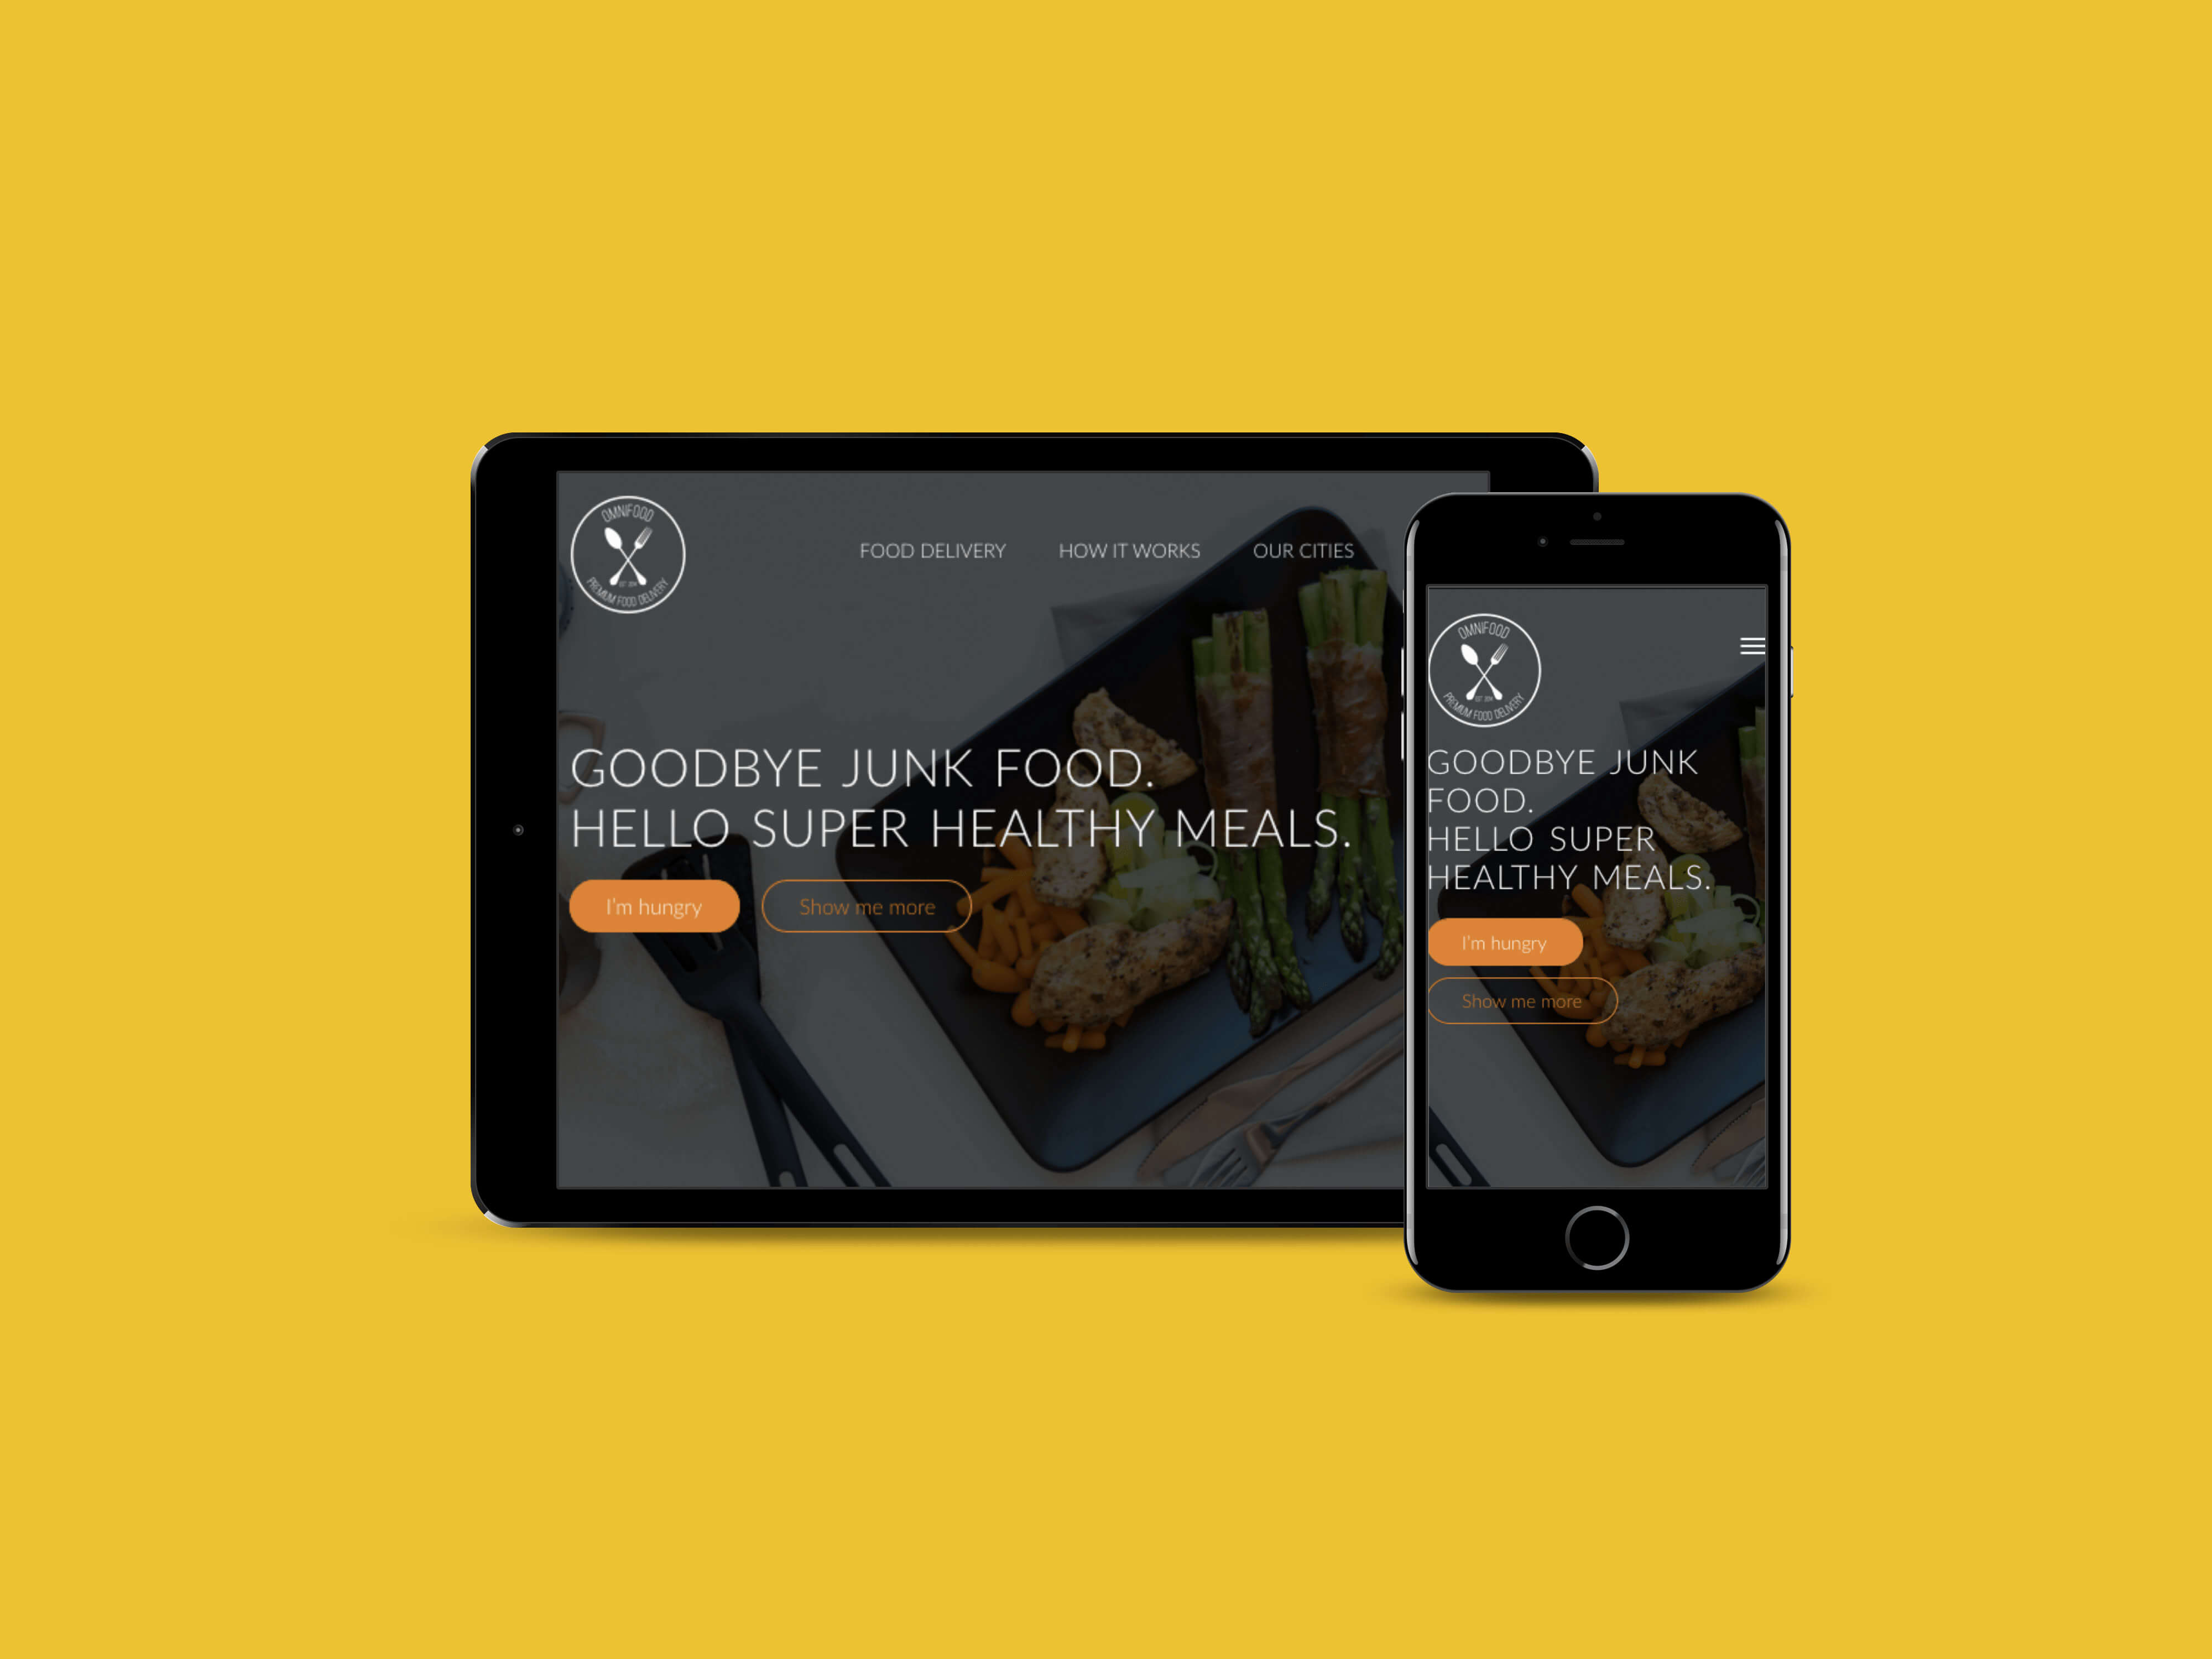 OMNIFOOD
EST 2014
PREMIUM FOOD DELIVERY
FOOD DELIVERY
HOW IT WORKS
OUR CITIES
GOODBYE JUNK FOOD.
HELLO SUPER HEALTHY MEALS.
I'm hungry
Show me more
OMNIFOOD
EST 2014
PREMIUM FOOD DELIVERY
GOODBYE JUNK
FOOD.
HELLO SUPER
HEALTHY MEALS.
I'm hungry
Show me more